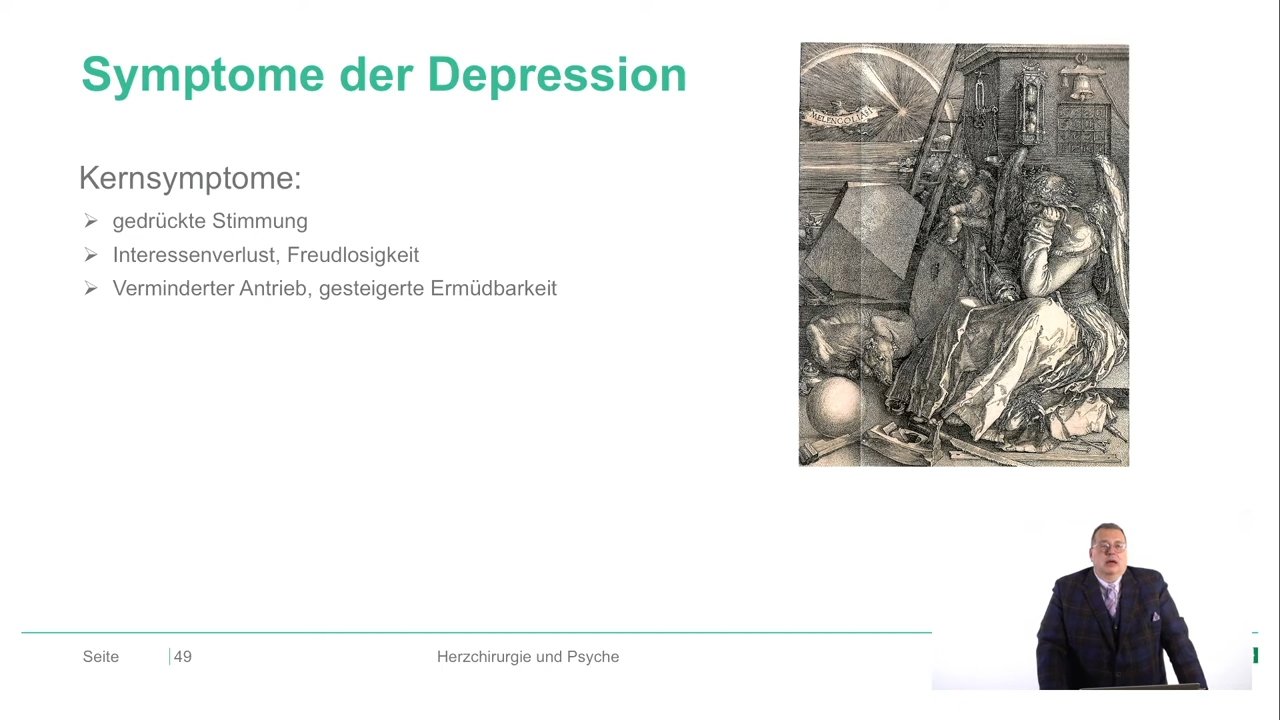 Symptome der Depression
MELENCOLIA§I
Kernsymptome:
gedrückte Stimmung
Interessenverlust, Freudlosigkeit
Verminderter Antrieb, gesteigerte Ermüdbarkeit
Seite
49
Herzchirurgie und Psyche